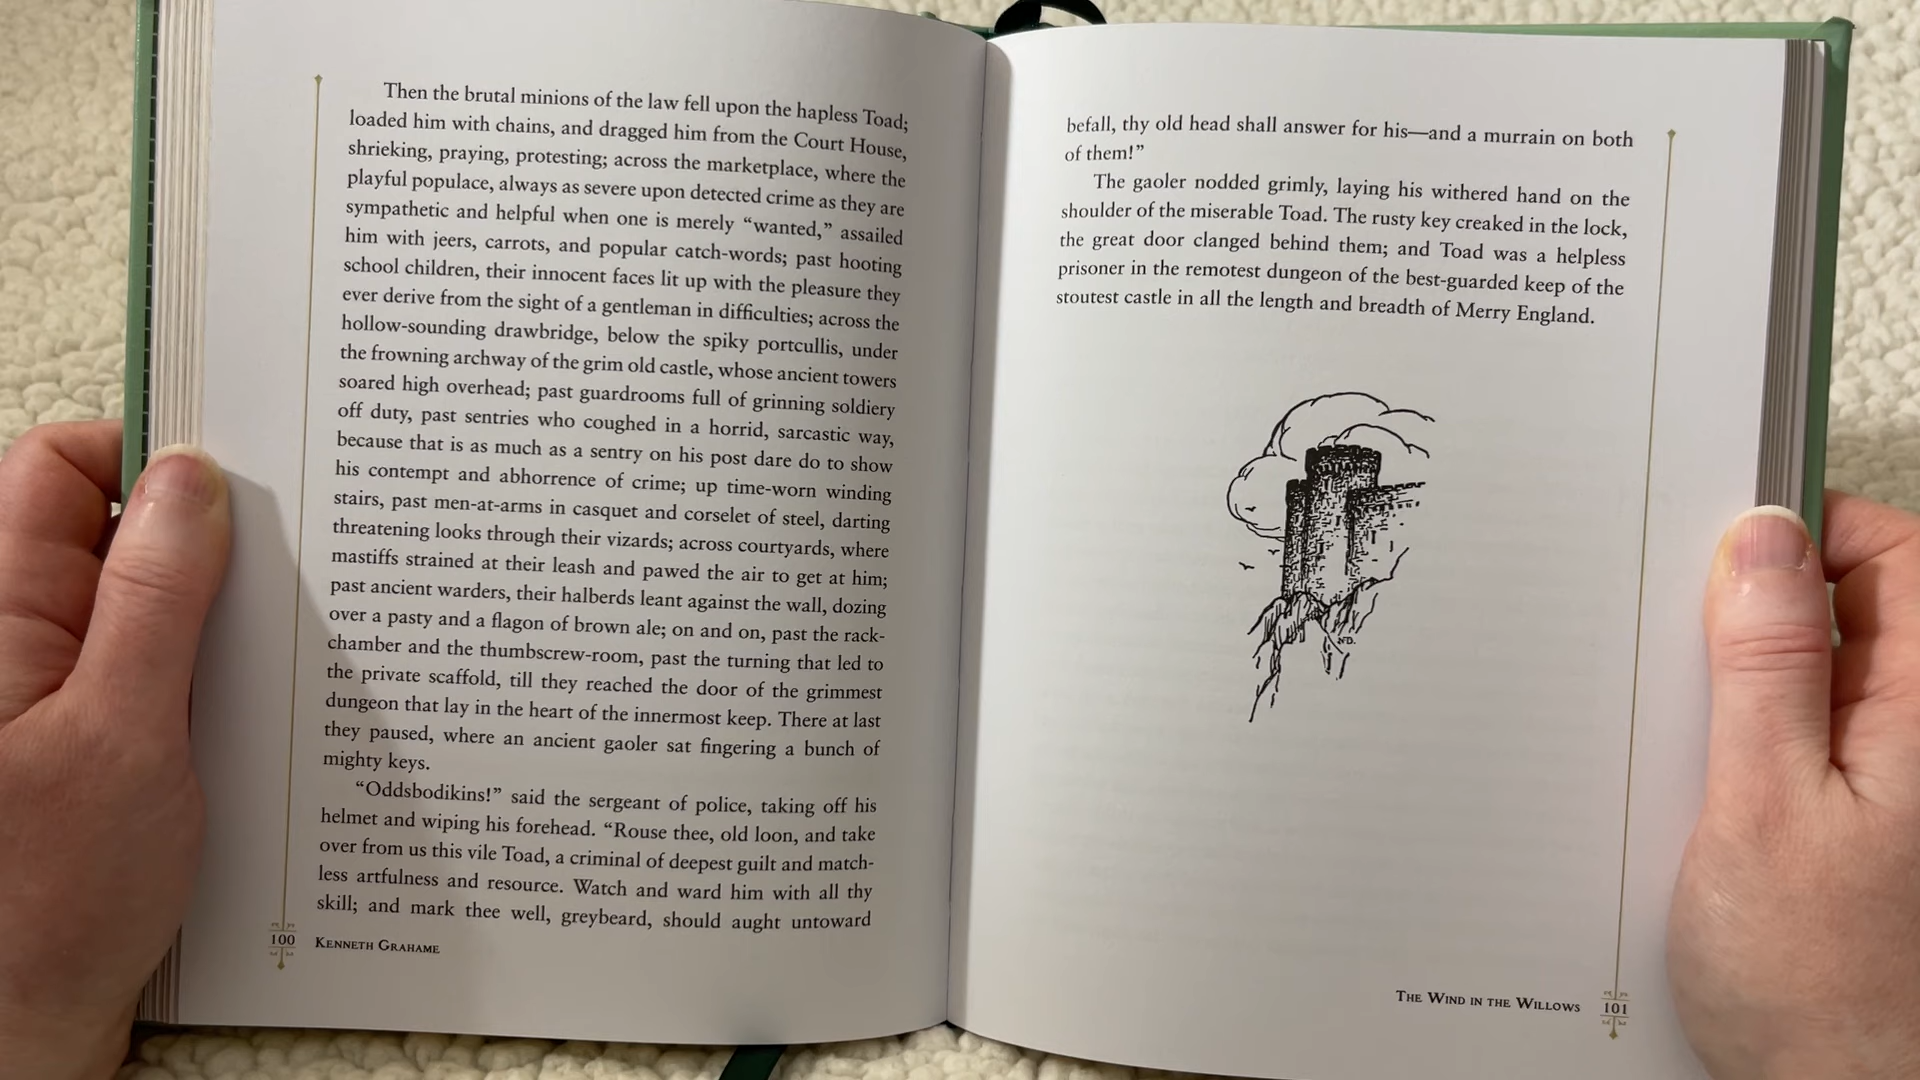 Then the brutal minions of the law fell upon the hapless Toad;
loaded him with chains, and dragged him from the Court House,
shrieking, praying, protesting; across the marketplace, where the
playful populace, always as severe upon detected crime as they are
sympathetic and helpful when one is merely “wanted,” assailed
him with jeers, carrots, and popular catch-words; past hooting
school children, their innocent faces lit up with the pleasure they
ever derive from the sight of a gentleman in difficulties; across the
hollow-sounding drawbridge, below the spiky portcullis, under
the frowning archway of the grim old castle, whose ancient towers
soared high overhead; past guardrooms full of grinning soldiery
off duty, past sentries who coughed in a horrid, sarcastic way,
because that is as much as a sentry on his post dare do to show
his contempt and abhorrence of crime; up time-worn winding
stairs, past men-at-arms in casquet and corselet of steel, darting
threatening looks through their vizards; across courtyards, where
mastiffs strained at their leash and pawed the air to get at him;
past ancient warders, their halberds leant against the wall, dozing
over a pasty and a flagon of brown ale; on and on, past the rack-
chamber and the thumbscrew-room, past the turning that led to
the private scaffold, till they reached the door of the grimmest
dungeon that lay in the heart of the innermost keep. There at last
they paused, where an ancient gaoler sat fingering a bunch of
mighty keys.
“Oddsbodikins!” said the sergeant of police, taking off his
helmet and wiping his forehead. “Rouse thee, old loon, and take
over from us this vile Toad, a criminal of deepest guilt and match-
less artfulness and resource. Watch and ward him with all thy
skill; and mark thee well, greybeard, should aught untoward
100 KENNETH GRAHAME
befall, thy old head shall answer for his—and a murrain on both
of them!”
The gaoler nodded grimly, laying his withered hand on the
shoulder of the miserable Toad. The rusty key creaked in the lock,
the great door clanged behind them; and Toad was a helpless
prisoner in the remotest dungeon of the best-guarded keep of the
stoutest castle in all the length and breadth of Merry England.
THE WIND IN THE WILLOWS 101